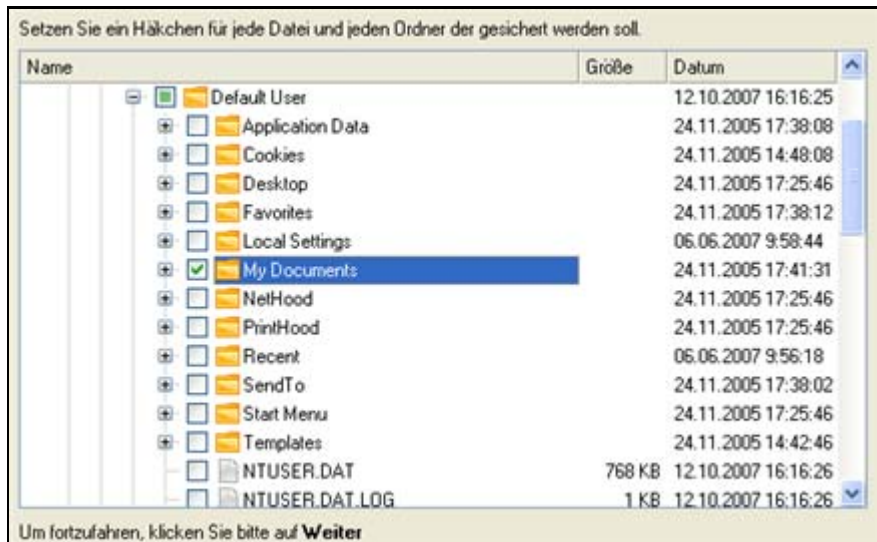 Setzen Sie ein Häkchen für jede Datei und jeden Ordner der gesichert werden soll.
Name Größe Datum
Default User 12.10.2007 16:16:25
Application Data 24.11.2005 17:38:08
Cookies 24.11.2005 14:48:08
Desktop 24.11.2005 17:25:46
Favorites 24.11.2005 17:38:12
Local Settings 06.06.2007 9:58:44
My Documents 24.11.2005 17:41:31
NetHood 24.11.2005 17:25:46
PrintHood 24.11.2005 17:25:46
Recent 06.06.2007 9:56:18
SendTo 24.11.2005 17:38:02
Start Menu 24.11.2005 17:25:46
Templates 24.11.2005 14:42:46
NTUSER.DAT 768 KB 12.10.2007 16:16:26
NTUSER.DAT.LOG 1 KB 12.10.2007 16:16:26
Um fortzufahren, klicken Sie bitte auf Weiter